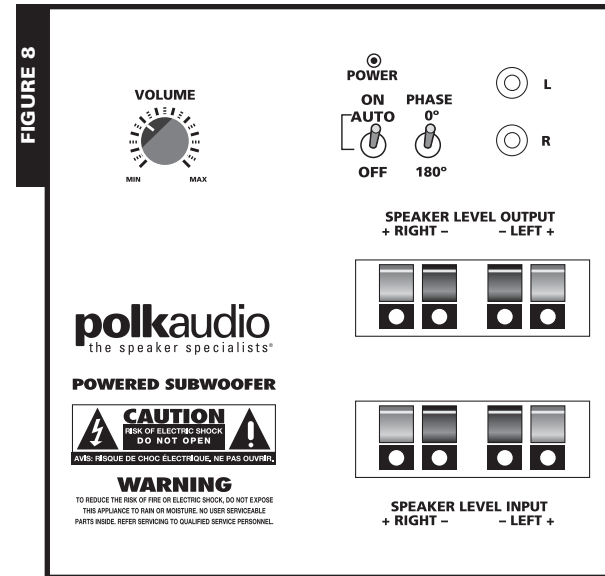 FIGURE 8
VOLUME
MIN MAX
POWER
ON PHASE
AUTO 0°
OFF 180°
L
R
SPEAKER LEVEL OUTPUT
+ RIGHT – – LEFT +
polkaudio
the speaker specialists®
POWERED SUBWOOFER
CAUTION
RISK OF ELECTRIC SHOCK
DO NOT OPEN
AVIS: RISQUE DE CHOC ÉLECTRIQUE, NE PAS OUVRIR.
WARNING
TO REDUCE THE RISK OF FIRE OR ELECTRIC SHOCK, DO NOT EXPOSE
THIS APPLIANCE TO RAIN OR MOISTURE. NO USER SERVICEABLE
PARTS INSIDE. REFER SERVICING TO QUALIFIED SERVICE PERSONNEL.
SPEAKER LEVEL INPUT
+ RIGHT – – LEFT +